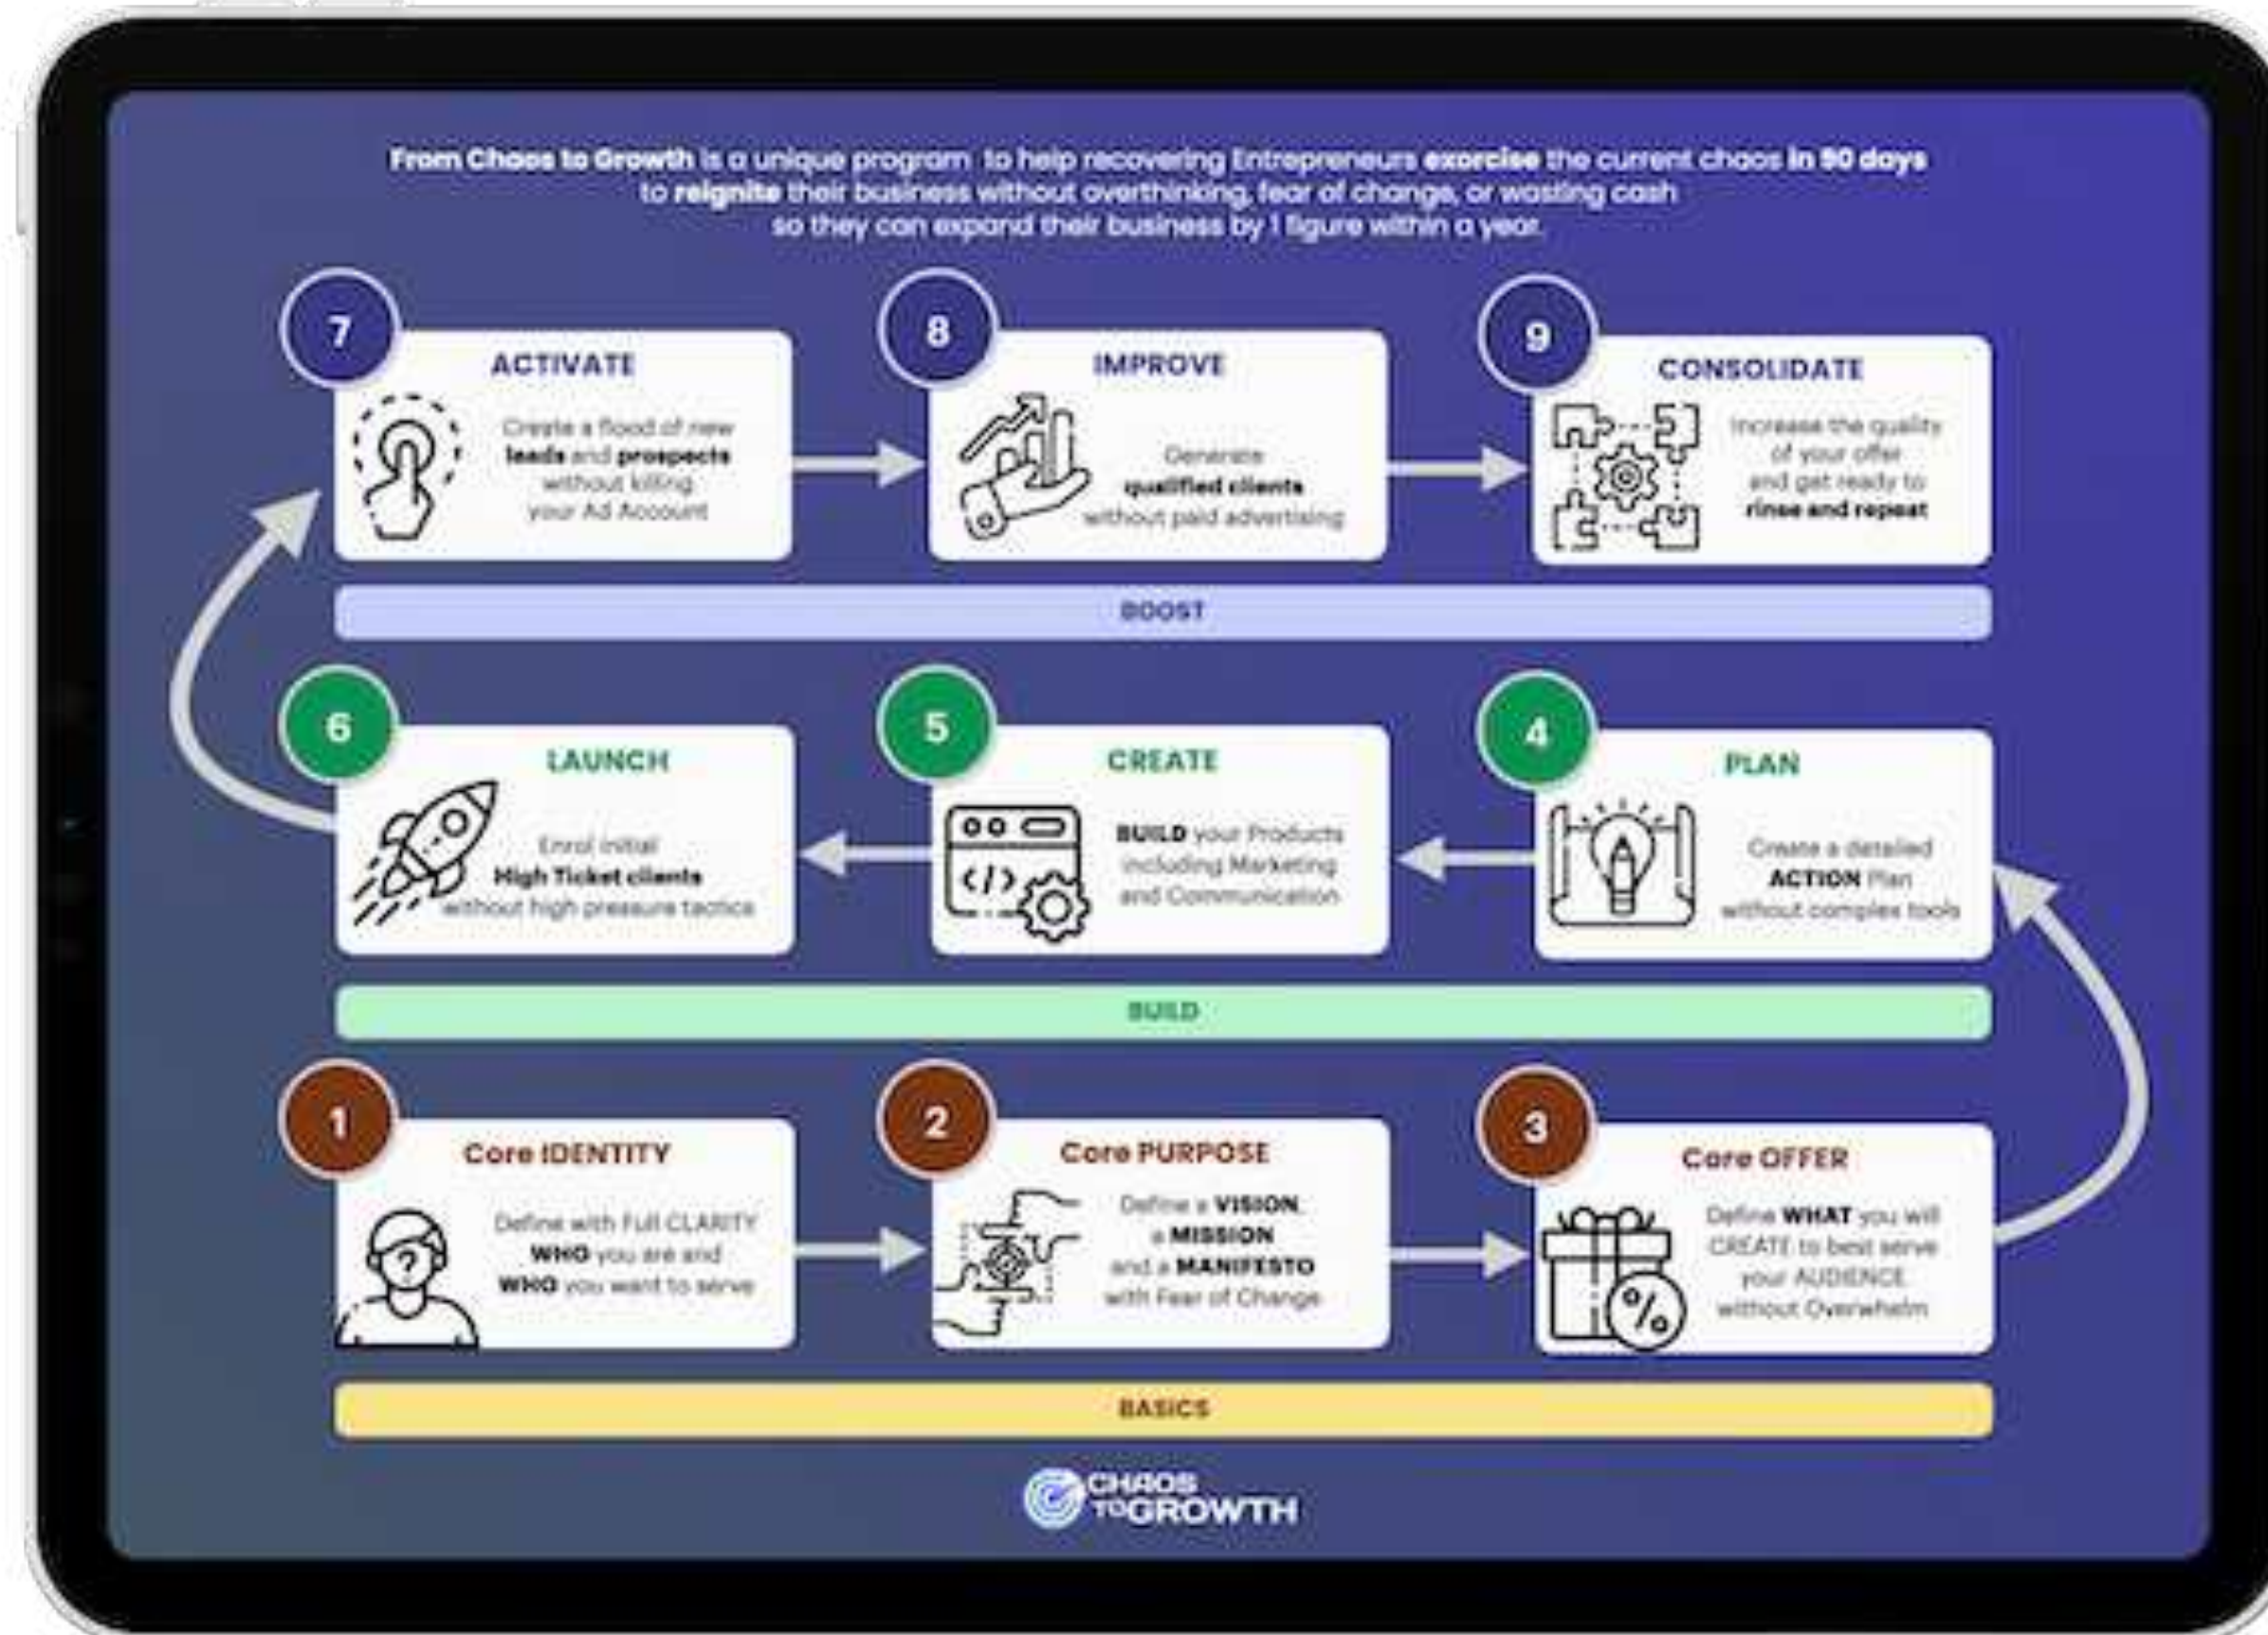 From Chaos to Growth is a unique program to help recovering Entrepreneurs exorcise the current chaos in 90 days
to reignite their business without overthinking, fear of change, or wasting cash
so they can expand their business by 1 figure within a year.
7
ACTIVATE
Create a flood of new
leads and prospects
without killing
your Ad Account
8
IMPROVE
Generate
qualified clients
without paid advertising
9
CONSOLIDATE
Increase the quality
of your offer
and get ready to
rinse and repeat
BOOST
6
LAUNCH
Enrol initial
High Ticket clients
without high pressure tactics
5
CREATE
BUILD your Products
including Marketing
and Communication
4
PLAN
Create a detailed
ACTION Plan
without complex tools
BUILD
1
Core IDENTITY
Define with Full CLARITY
WHO you are and
WHO you want to serve
2
Core PURPOSE
Define a VISION,
a MISSION
and a MANIFESTO
with Fear of Change
3
Core OFFER
Define WHAT you will
CREATE to best serve
your AUDIENCE
without Overwhelm
BASICS
CHAOS
TO GROWTH